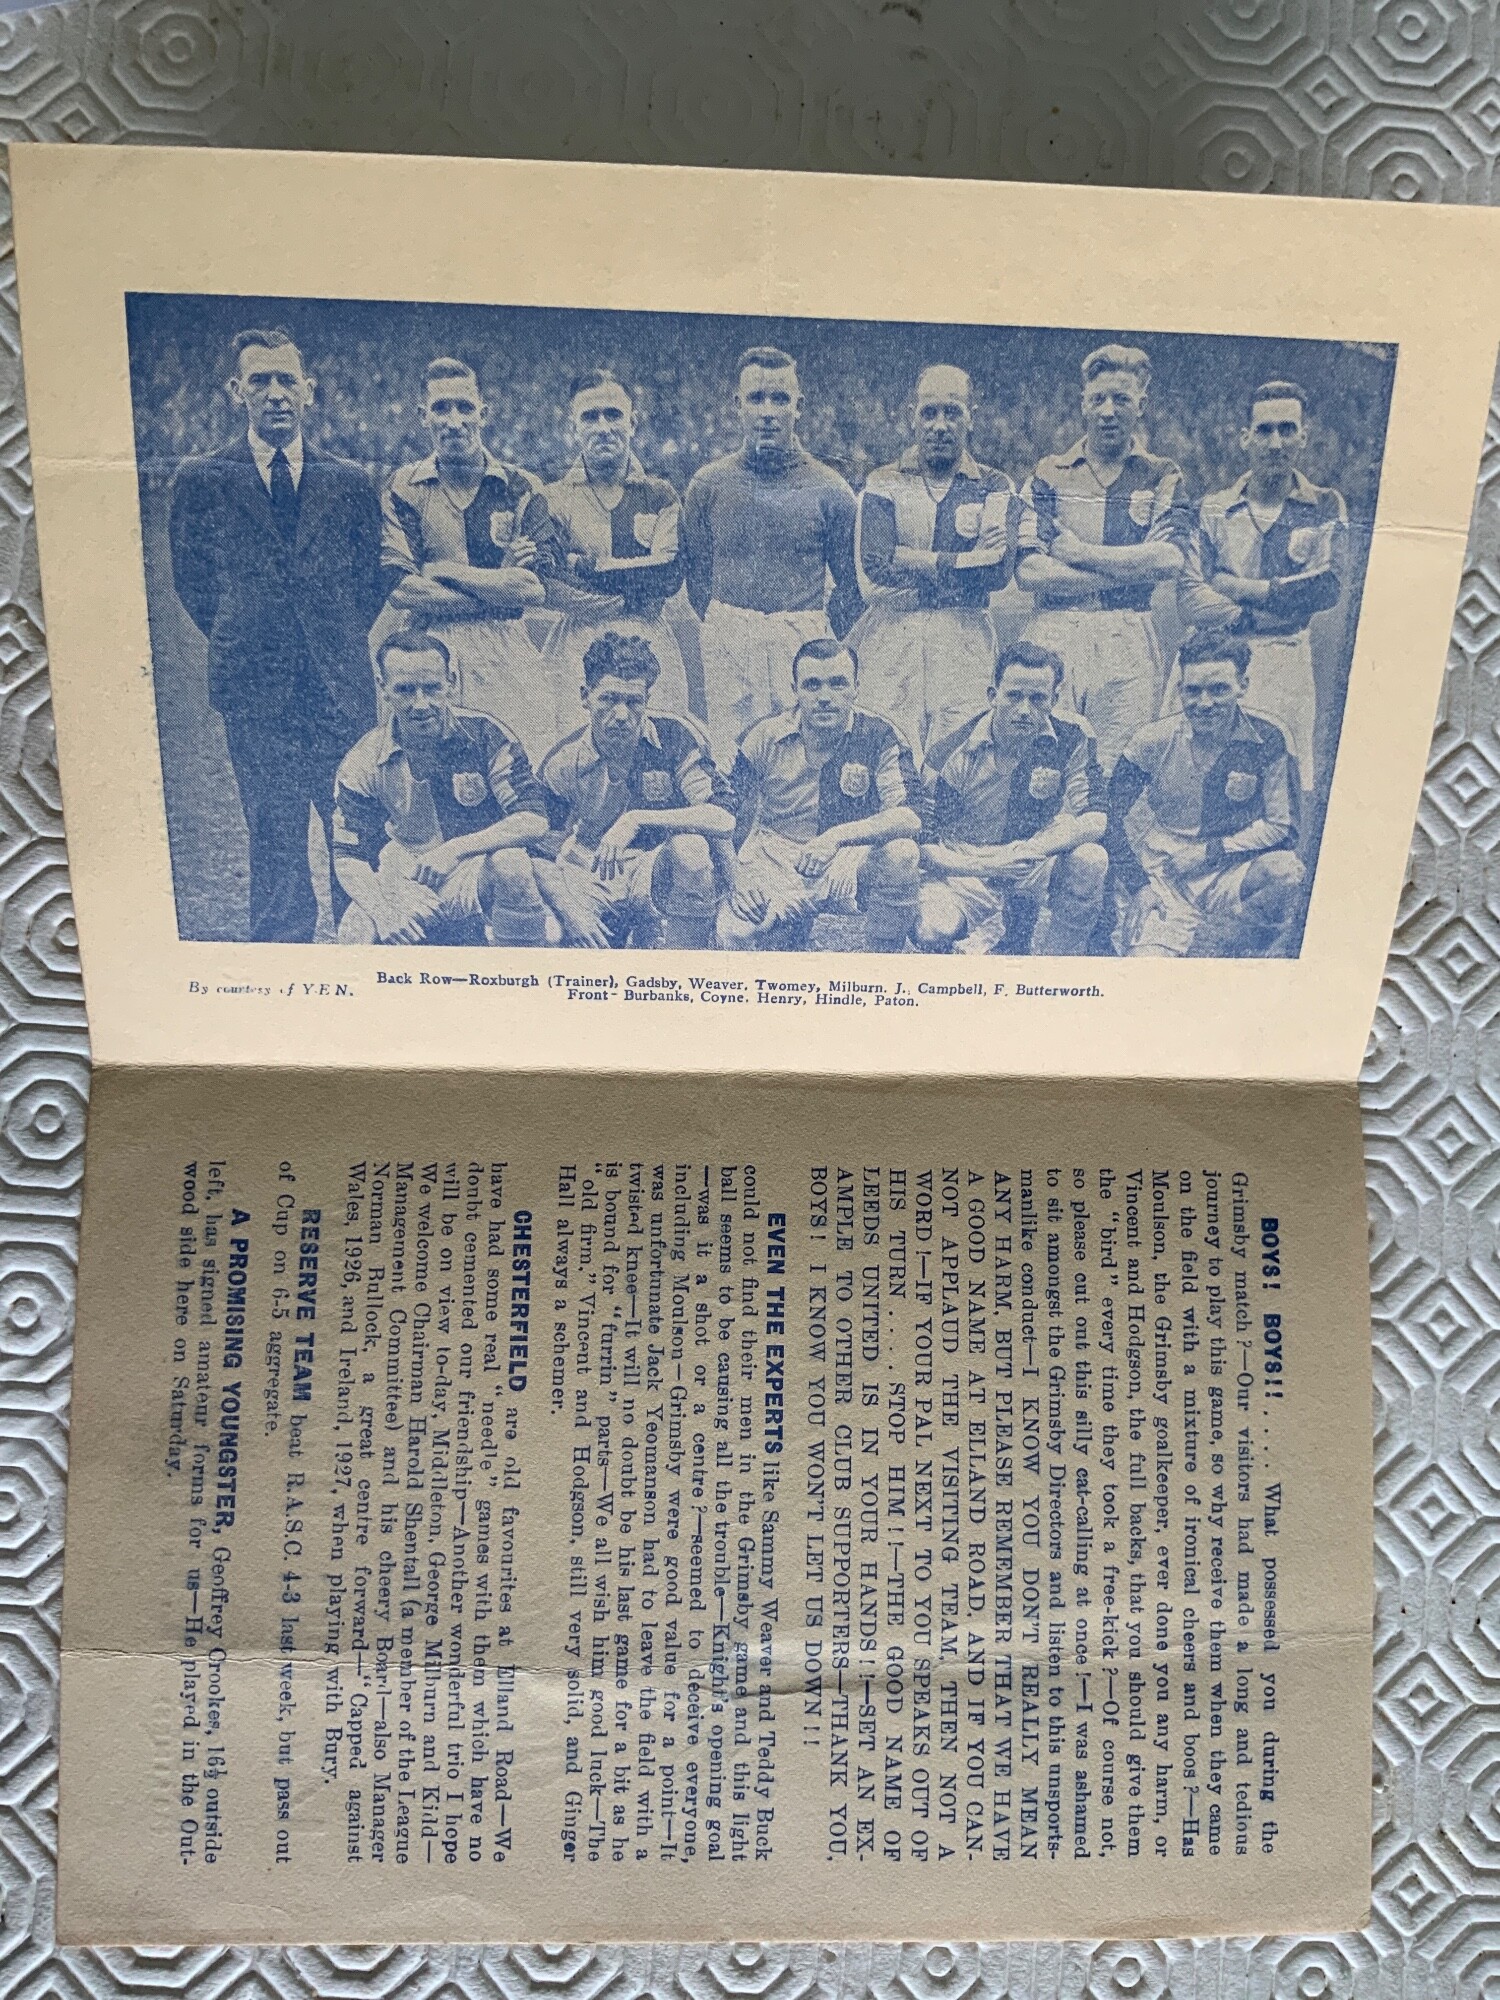 Back Row—Roxburgh (Trainer), Gadsby, Weaver, Twomey, Milburn. J., Campbell, F. Butterworth.
By courtesy of Y.E.N.
Front- Burbanks, Coyne, Henry, Hindle, Paton.
BOYS! BOYS!! . . . . What possessed you during the
Grimsby match?—Our visitors had made a long and tedious
journey to play this game, so why receive them when they came
on the field with a mixture of ironical cheers and boos?—Has
Moulson, the Grimsby goalkeeper, ever done you any harm, or
Vincent and Hodgson, the full backs, that you should give them
the "bird" every time they took a free-kick?—Of course not,
so please cut out this silly cat-calling at once!—I was ashamed
to sit amongst the Grimsby Directors and listen to this unsports-
manlike conduct—I KNOW YOU DON'T REALLY MEAN
ANY HARM, BUT PLEASE REMEMBER THAT WE HAVE
A GOOD NAME AT ELLAND ROAD, AND IF YOU CAN-
NOT APPLAUD THE VISITING TEAM, THEN NOT A
WORD!—IF YOUR PAL NEXT TO YOU SPEAKS OUT OF
HIS TURN . . . . STOP HIM!!—THE GOOD NAME OF
LEEDS UNITED IS IN YOUR HANDS!!—SET AN EX-
AMPLE TO OTHER CLUB SUPPORTERS—THANK YOU,
BOYS! I KNOW YOU WON'T LET US DOWN!!
EVEN THE EXPERTS like Sammy Weaver and Teddy Buck
could not find their men in the Grimsby game and this light
ball seems to be causing all the trouble—Knight's opening goal
—was it a shot or a centre?—seemed to deceive everyone,
including Moulson—Grimsby were good value for a point—It
was unfortunate Jack Yeomanson had to leave the field with a
twisted knee—It will no doubt be his last game for a bit as he
is bound for "furrin" parts—We all wish him good luck—The
"old firm," Vincent and Hodgson, still very solid, and Ginger
Hall always a schemer.
CHESTERFIELD are old favourites at Elland Road—We
have had some real "needle" games with them which have no
doubt cemented our friendship—Another wonderful trio I hope
will be on view to-day, Middleton, George Milburn and Kidd—
We welcome Chairman Harold Shentall (a member of the League
Management Committee) and his cheery Board—also Manager
Norman Bullock, a great centre forward—"Capped against
Wales, 1926, and Ireland, 1927, when playing with Bury.
RESERVE TEAM beat R.A.S.C. 4-3 last week, but pass out
of Cup on 6-5 aggregate.
A PROMISING YOUNGSTER, Geoffrey Crookes, 16½ outside
left, has signed amateur forms for us—He played in the Out-
wood side here on Saturday.